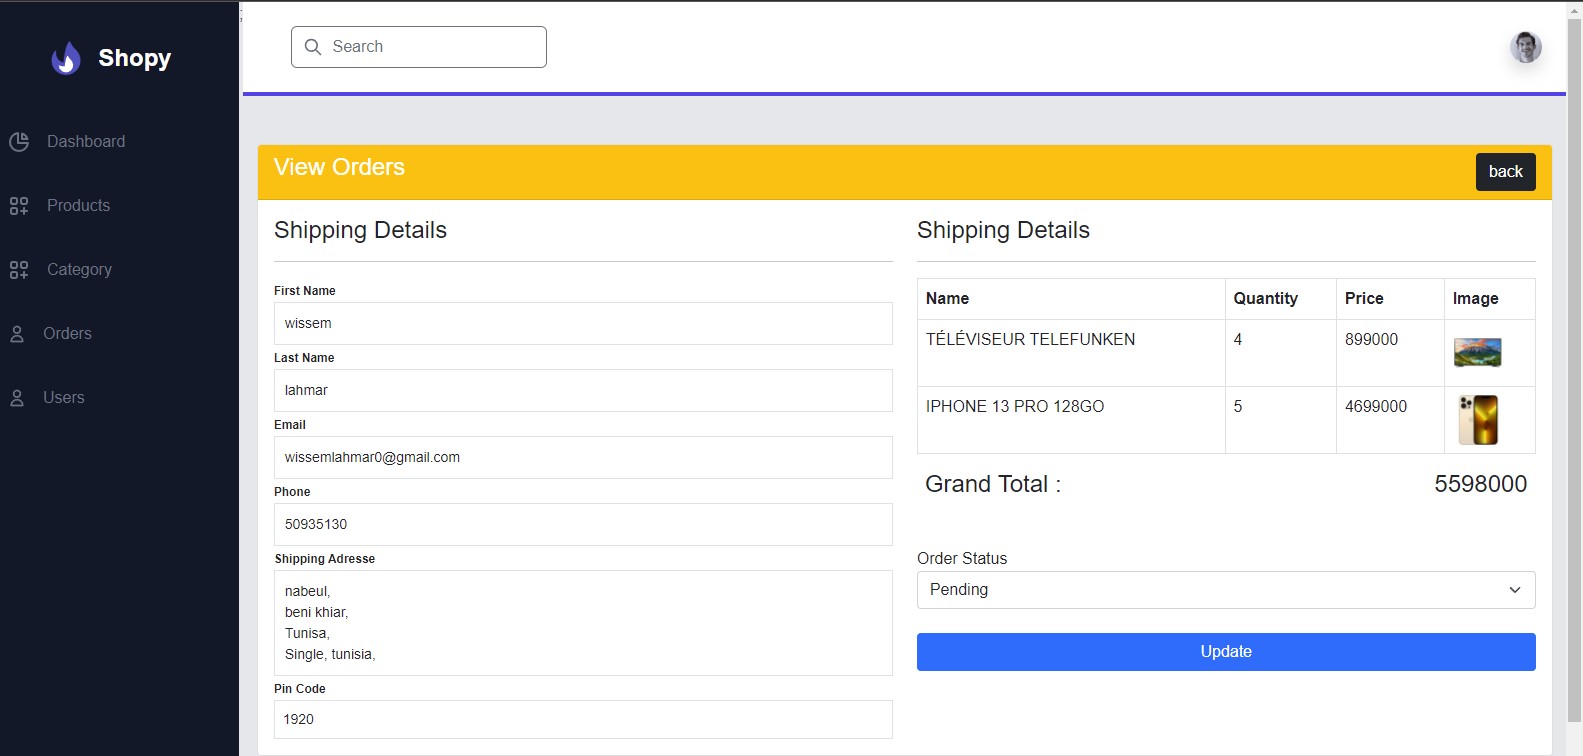 Shopy
Search
Dashboard
Products
Category
Orders
Users
View Orders
back
Shipping Details
First Name
wissem
Last Name
lahmar
Email
wissemlahmar0@gmail.com
Phone
50935130
Shipping Adresse
nabeul,
beni khiar,
Tunisa,
Single, tunisia,
Pin Code
1920
Shipping Details
Name Quantity Price Image
TÉLÉVISEUR TELEFUNKEN 4 899000
IPHONE 13 PRO 128GO 5 4699000
Grand Total : 5598000
Order Status
Pending
Update